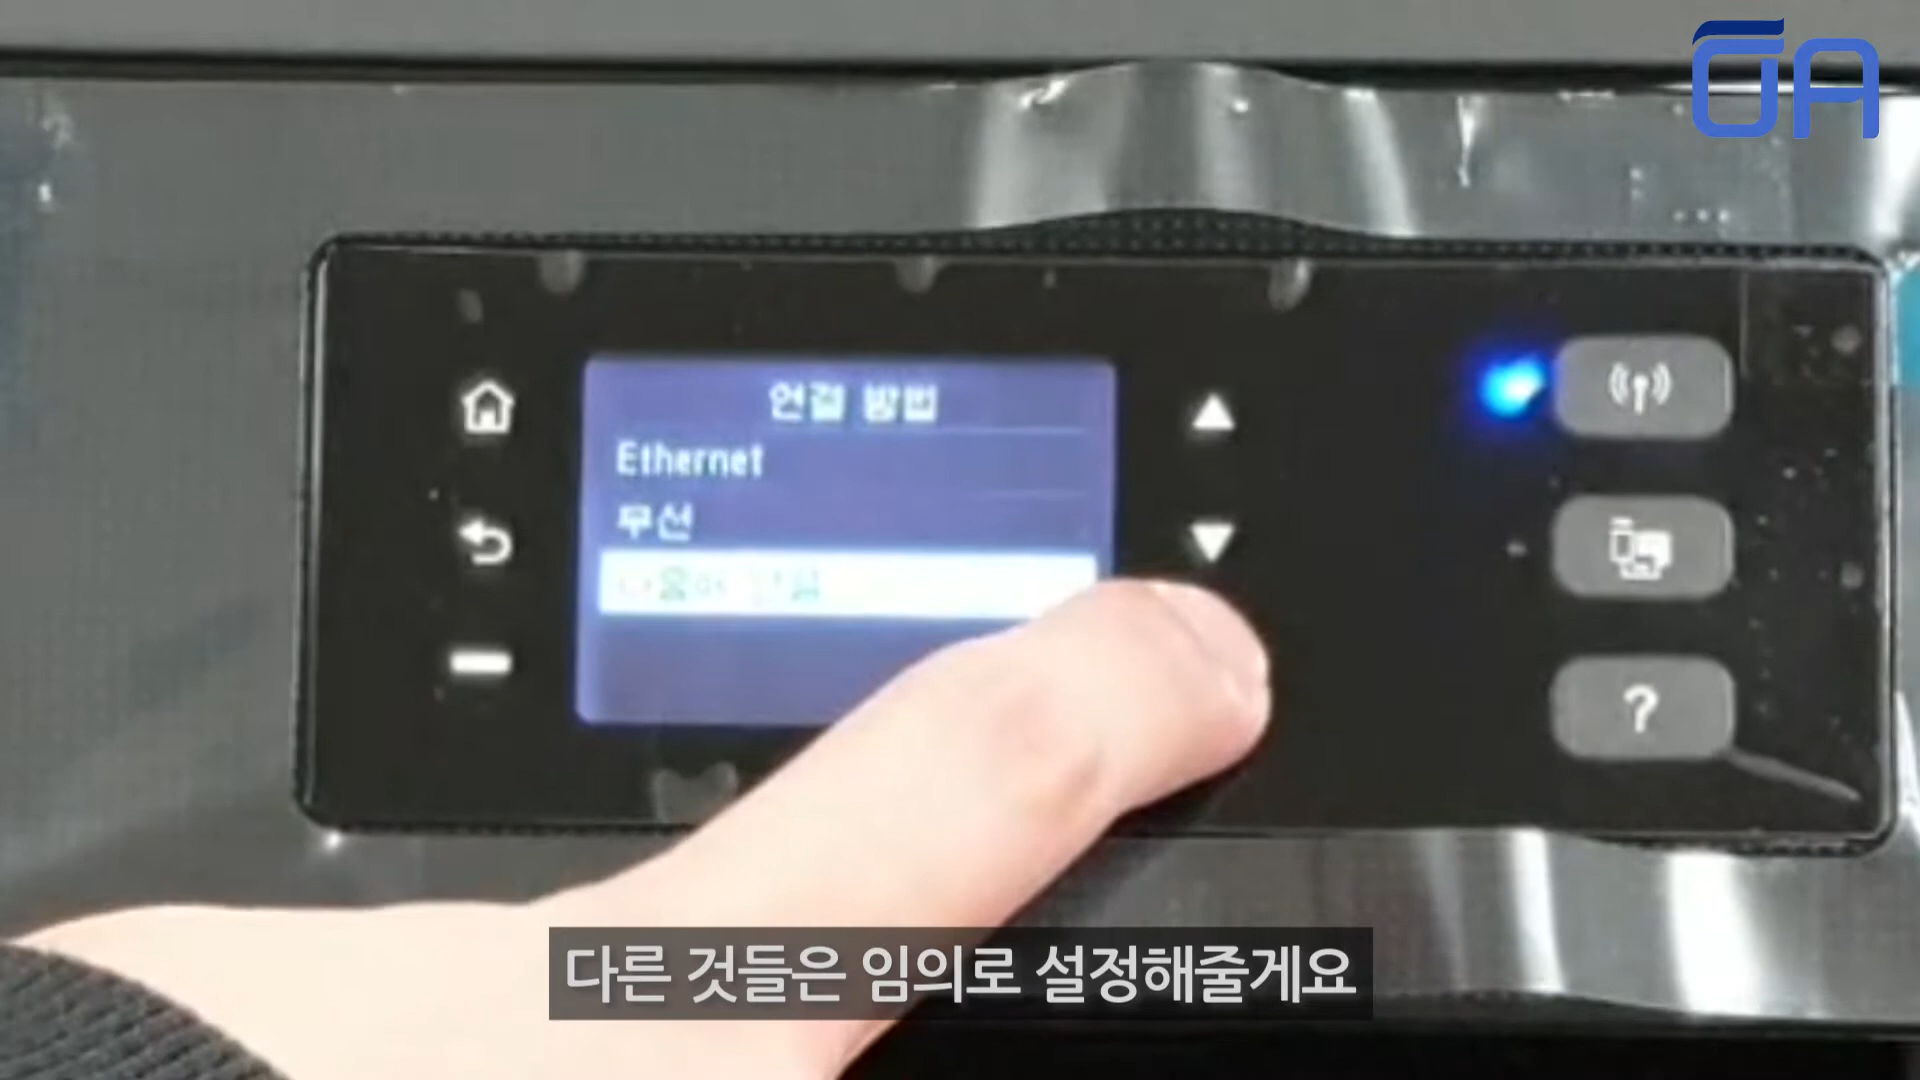 GA
연결 방법
Ethernet
무선
?
다른 것들은 임의로 설정해줄게요